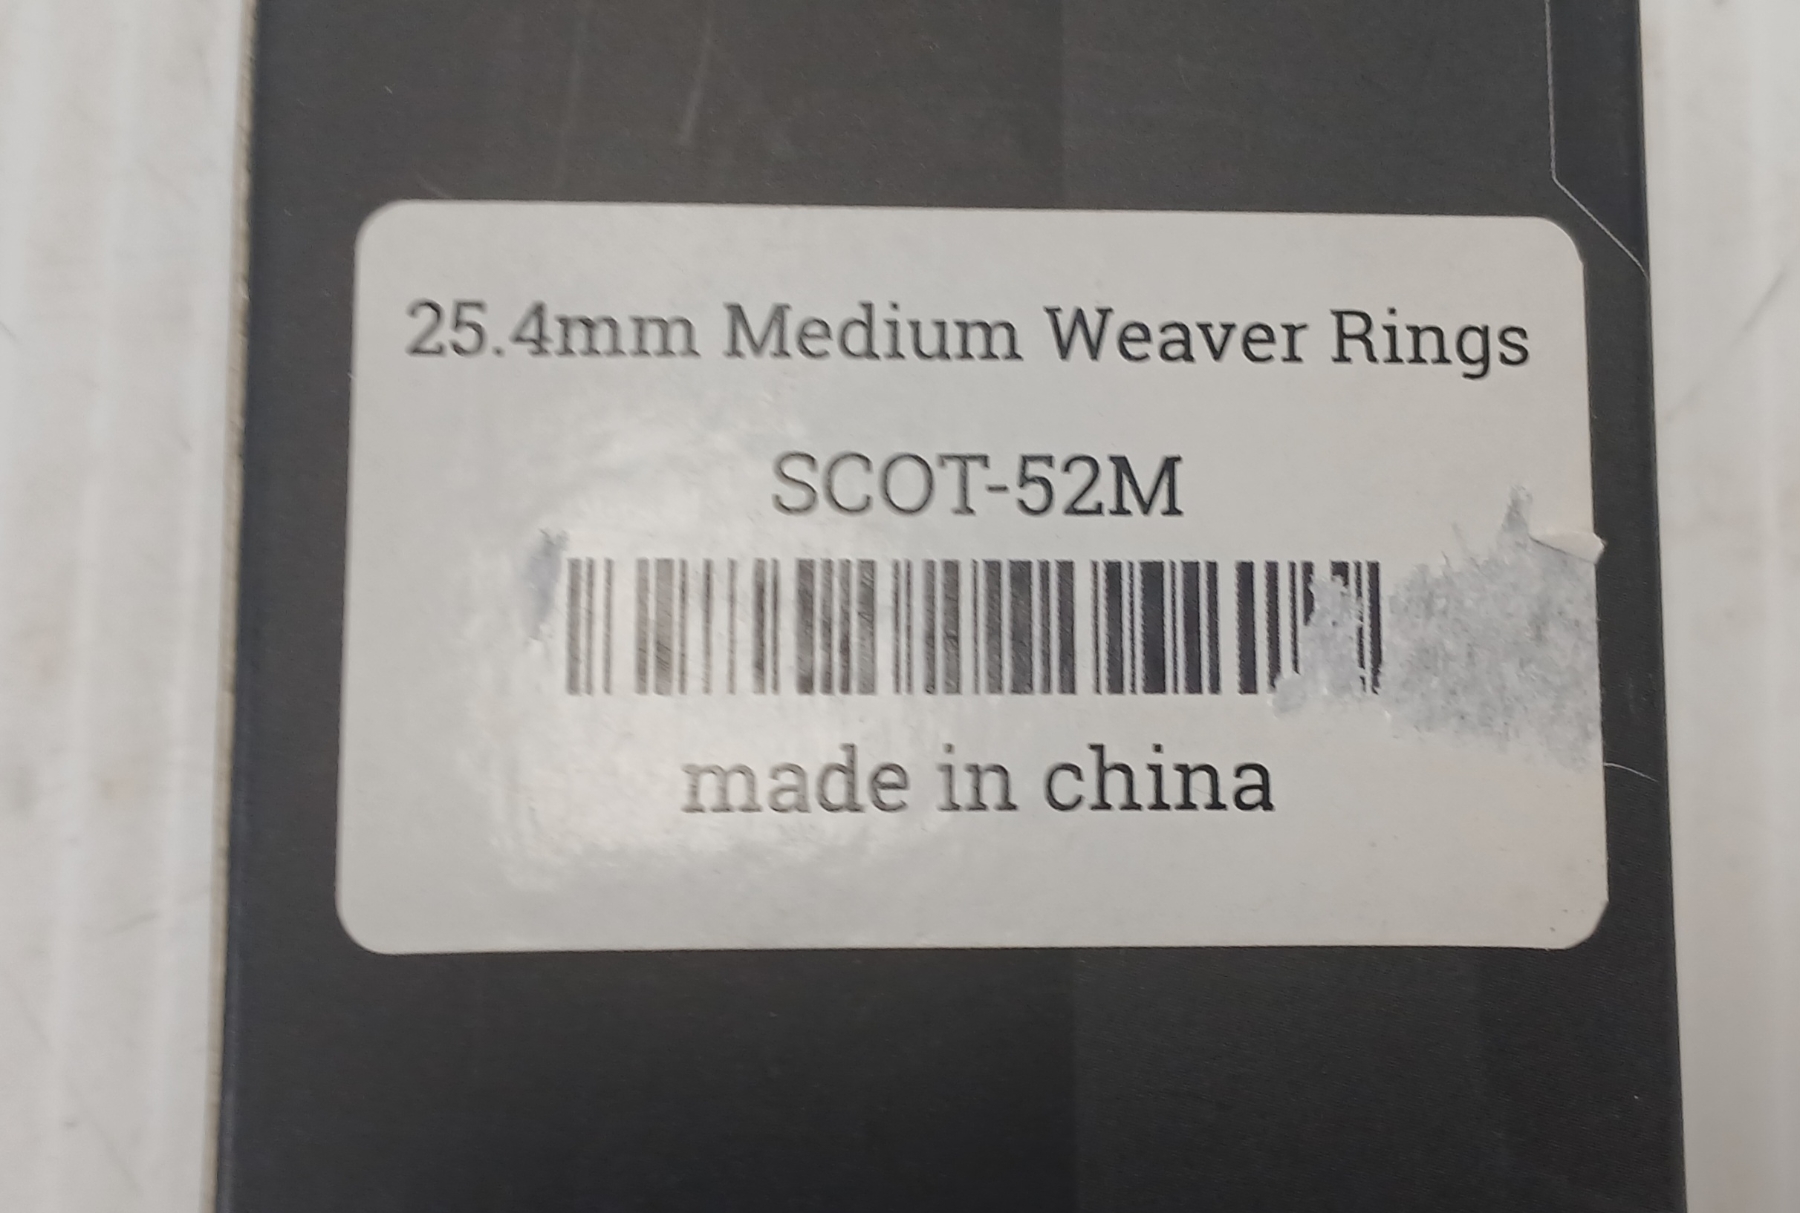 25.4mm Medium Weaver Rings
SCOT-52M
made in china